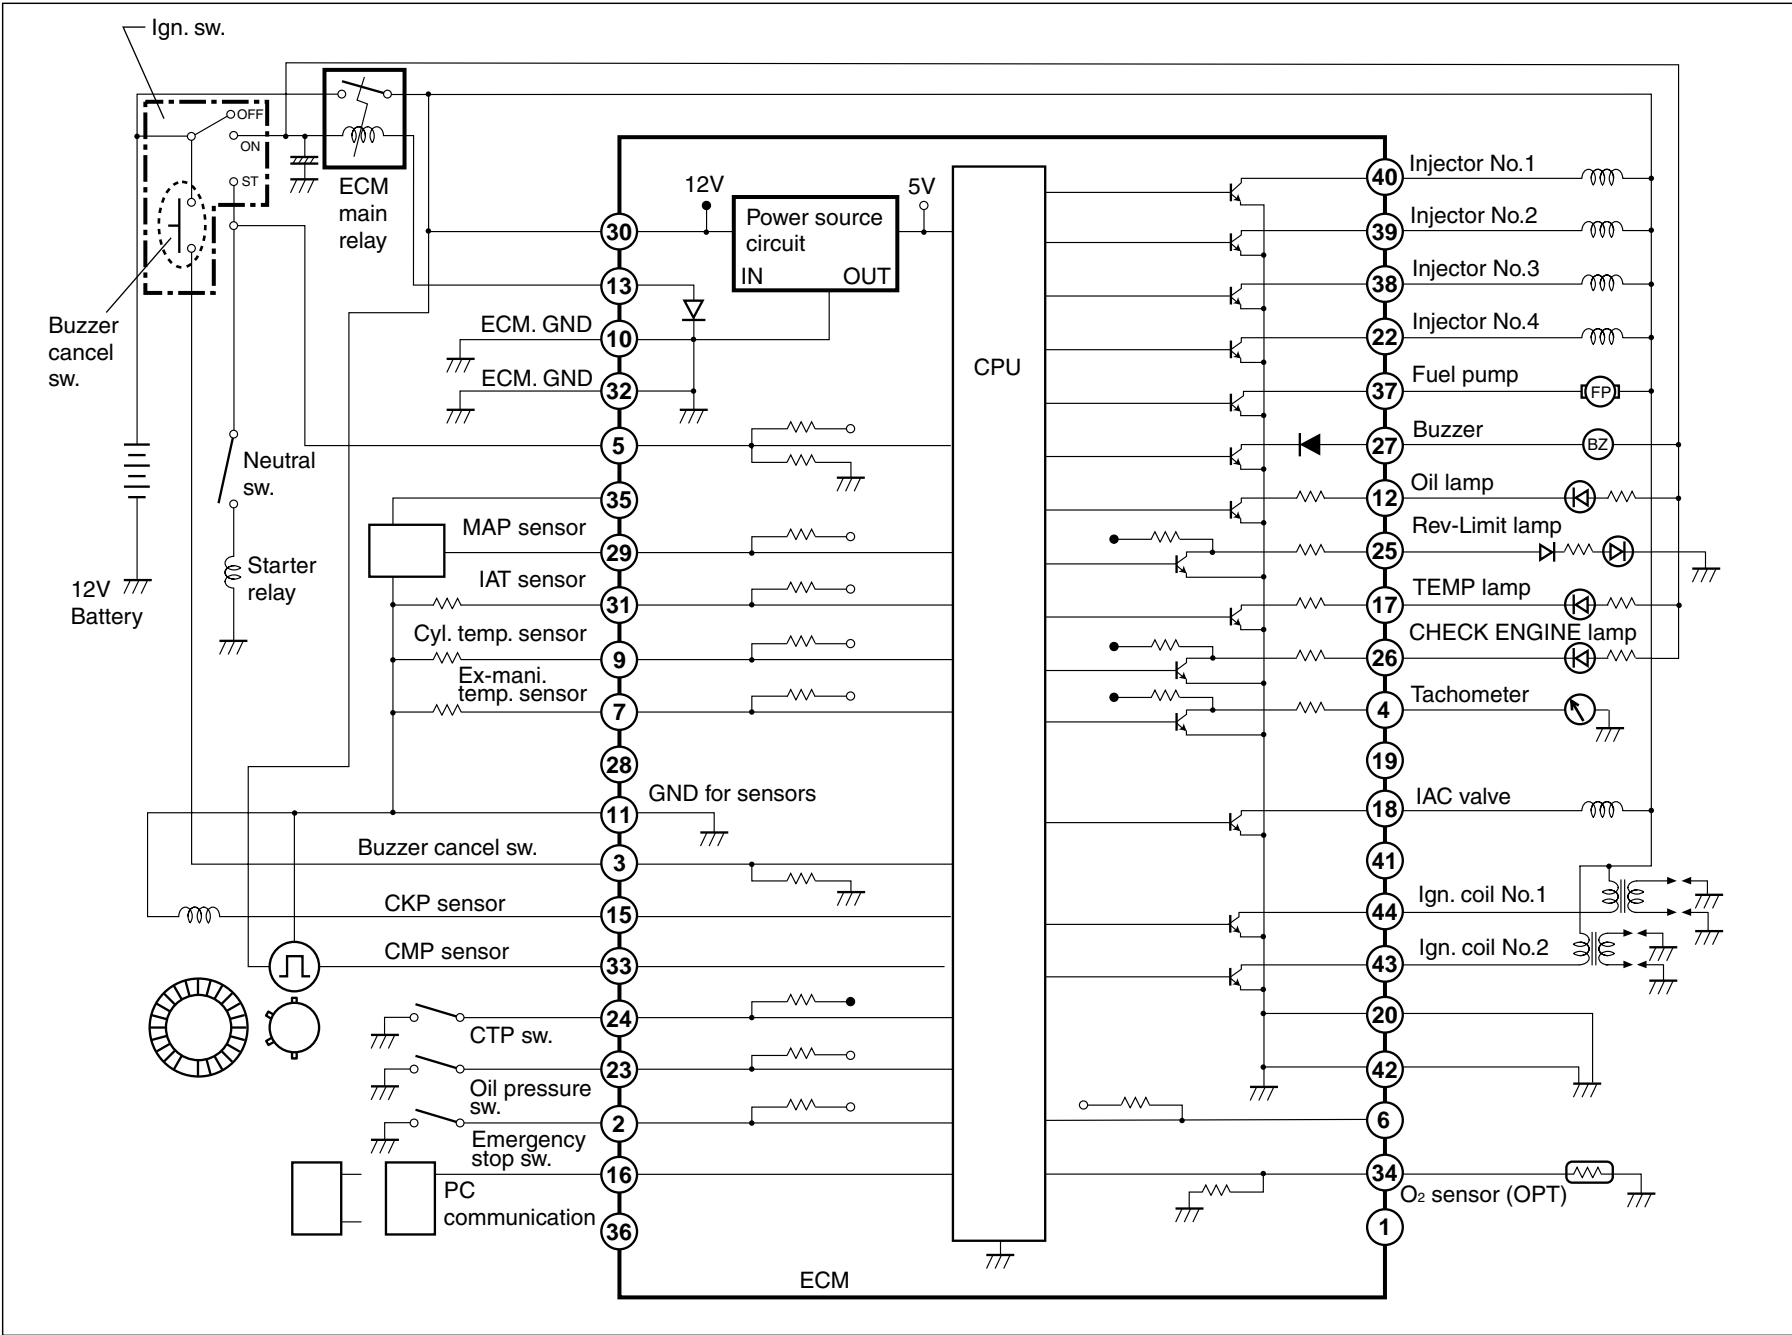 Ign. sw.
OFF
ON
ST
ECM
main
relay
Buzzer
cancel
sw.
Neutral
sw.
Starter
relay
12V
Battery
12V
5V
Power source
circuit
IN
OUT
CPU
30
13
ECM. GND
10
ECM. GND
32
5
35
MAP sensor
29
IAT sensor
31
Cyl. temp. sensor
9
Ex-mani.
temp. sensor
7
28
GND for sensors
11
Buzzer cancel sw.
3
CKP sensor
15
CMP sensor
33
24
CTP sw.
23
Oil pressure
sw.
2
Emergency
stop sw.
16
PC
communication
36
ECM
40
Injector No.1
39
Injector No.2
38
Injector No.3
22
Injector No.4
37
Fuel pump
FP
27
Buzzer
BZ
12
Oil lamp
25
Rev-Limit lamp
17
TEMP lamp
26
CHECK ENGINE lamp
4
Tachometer
19
18
IAC valve
41
44
Ign. coil No.1
43
Ign. coil No.2
20
42
6
34
O2 sensor (OPT)
1